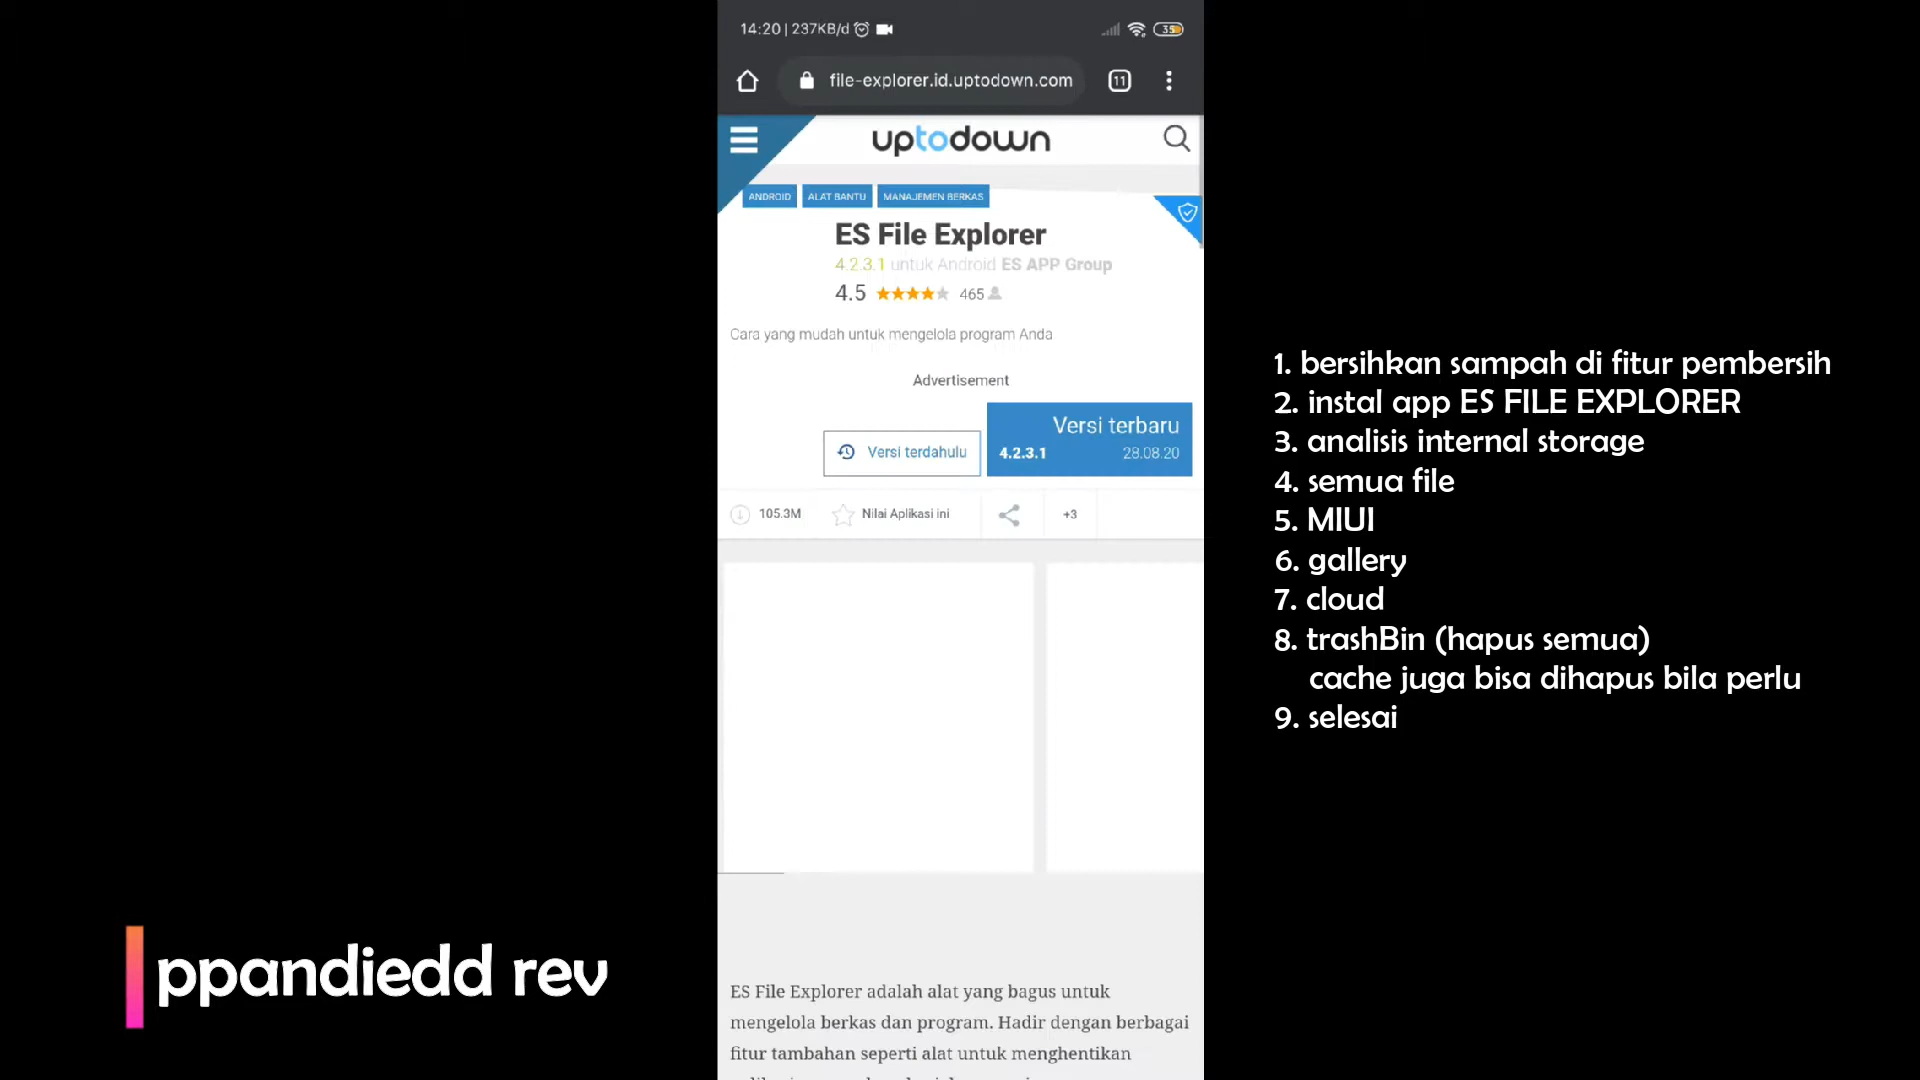 14:20 | 237KB/d
35
file-explorer.id.uptodown.com
11
uptodown
ANDROID
ALAT BANTU
MANAJEMEN BERKAS
ES File Explorer
4.2.3.1 untuk Android ES APP Group
4.5
465
Cara yang mudah untuk mengelola program Anda
Advertisement
Versi terdahulu
Versi terbaru
4.2.3.1
28.08.20
105.3M
Nilai Aplikasi ini
+3
ES File Explorer adalah alat yang bagus untuk
mengelola berkas dan program. Hadir dengan berbagai
fitur tambahan seperti alat untuk menghentikan
1. bersihkan sampah di fitur pembersih
2. instal app ES FILE EXPLORER
3. analisis internal storage
4. semua file
5. MIUI
6. gallery
7. cloud
8. trashBin (hapus semua)
cache juga bisa dihapus bila perlu
9. selesai
ppandiedd rev